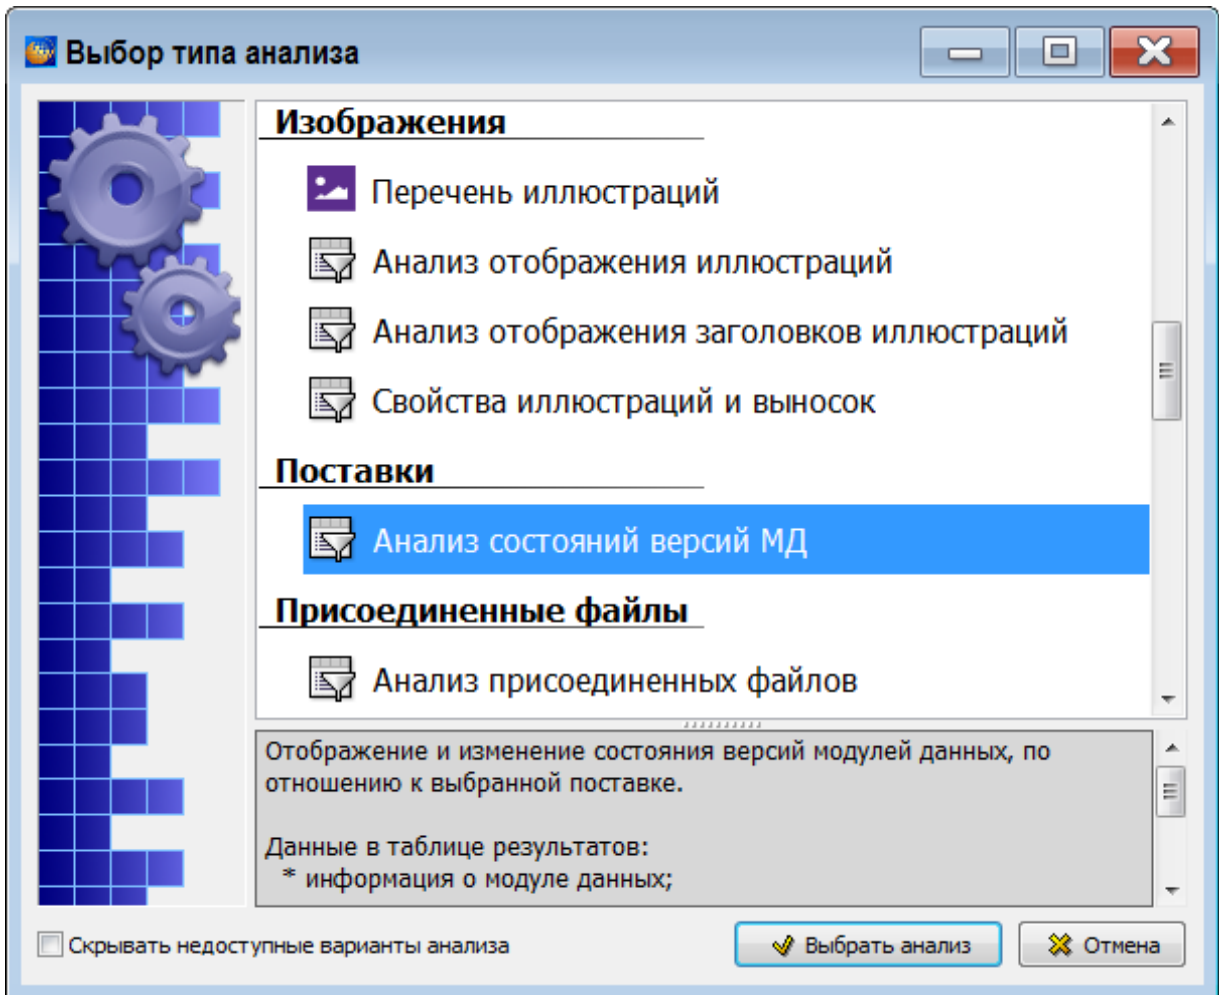 Выбор типа анализа
Изображения
Перечень иллюстраций
Анализ отображения иллюстраций
Анализ отображения заголовков иллюстраций
Свойства иллюстраций и выносок
Поставки
Анализ состояний версий МД
Присоединенные файлы
Анализ присоединенных файлов
Отображение и изменение состояния версий модулей данных, по
отношению к выбранной поставке.
Данные в таблице результатов:
* информация о модуле данных;
Скрывать недоступные варианты анализа
Выбрать анализ
Отмена